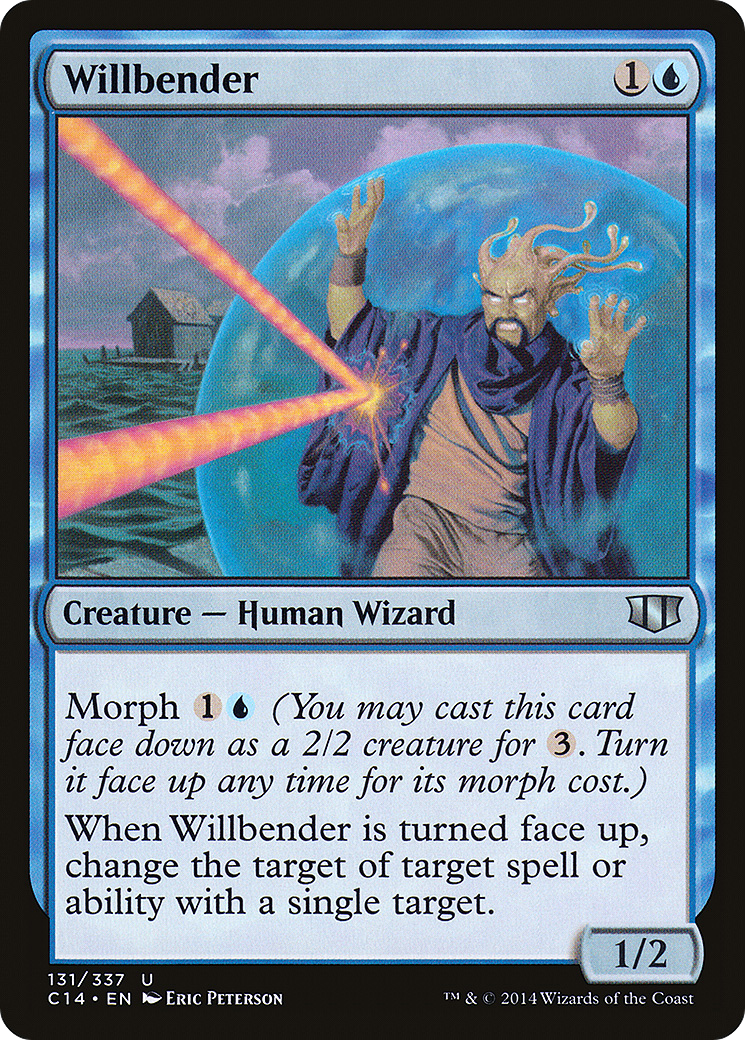 Willbender 1
Creature — Human Wizard
Morph 1 (You may cast this card
face down as a 2/2 creature for 3. Turn
it face up any time for its morph cost.)
When Willbender is turned face up,
change the target of target spell or
ability with a single target.
1/2
131/337 U
C14 • EN Eric Peterson
™ & © 2014 Wizards of the Coast